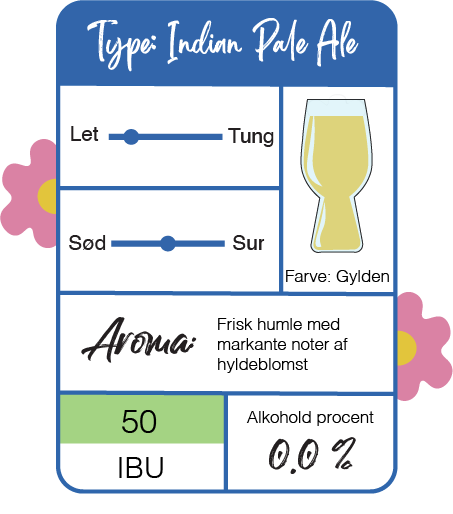 Type: Indian Pale Ale
Let Tung
Sød Sur
Farve: Gylden
Aroma:
Frisk humle med
markante noter af
hyldeblomst
50
IBU
Alkohold procent
0.0 %